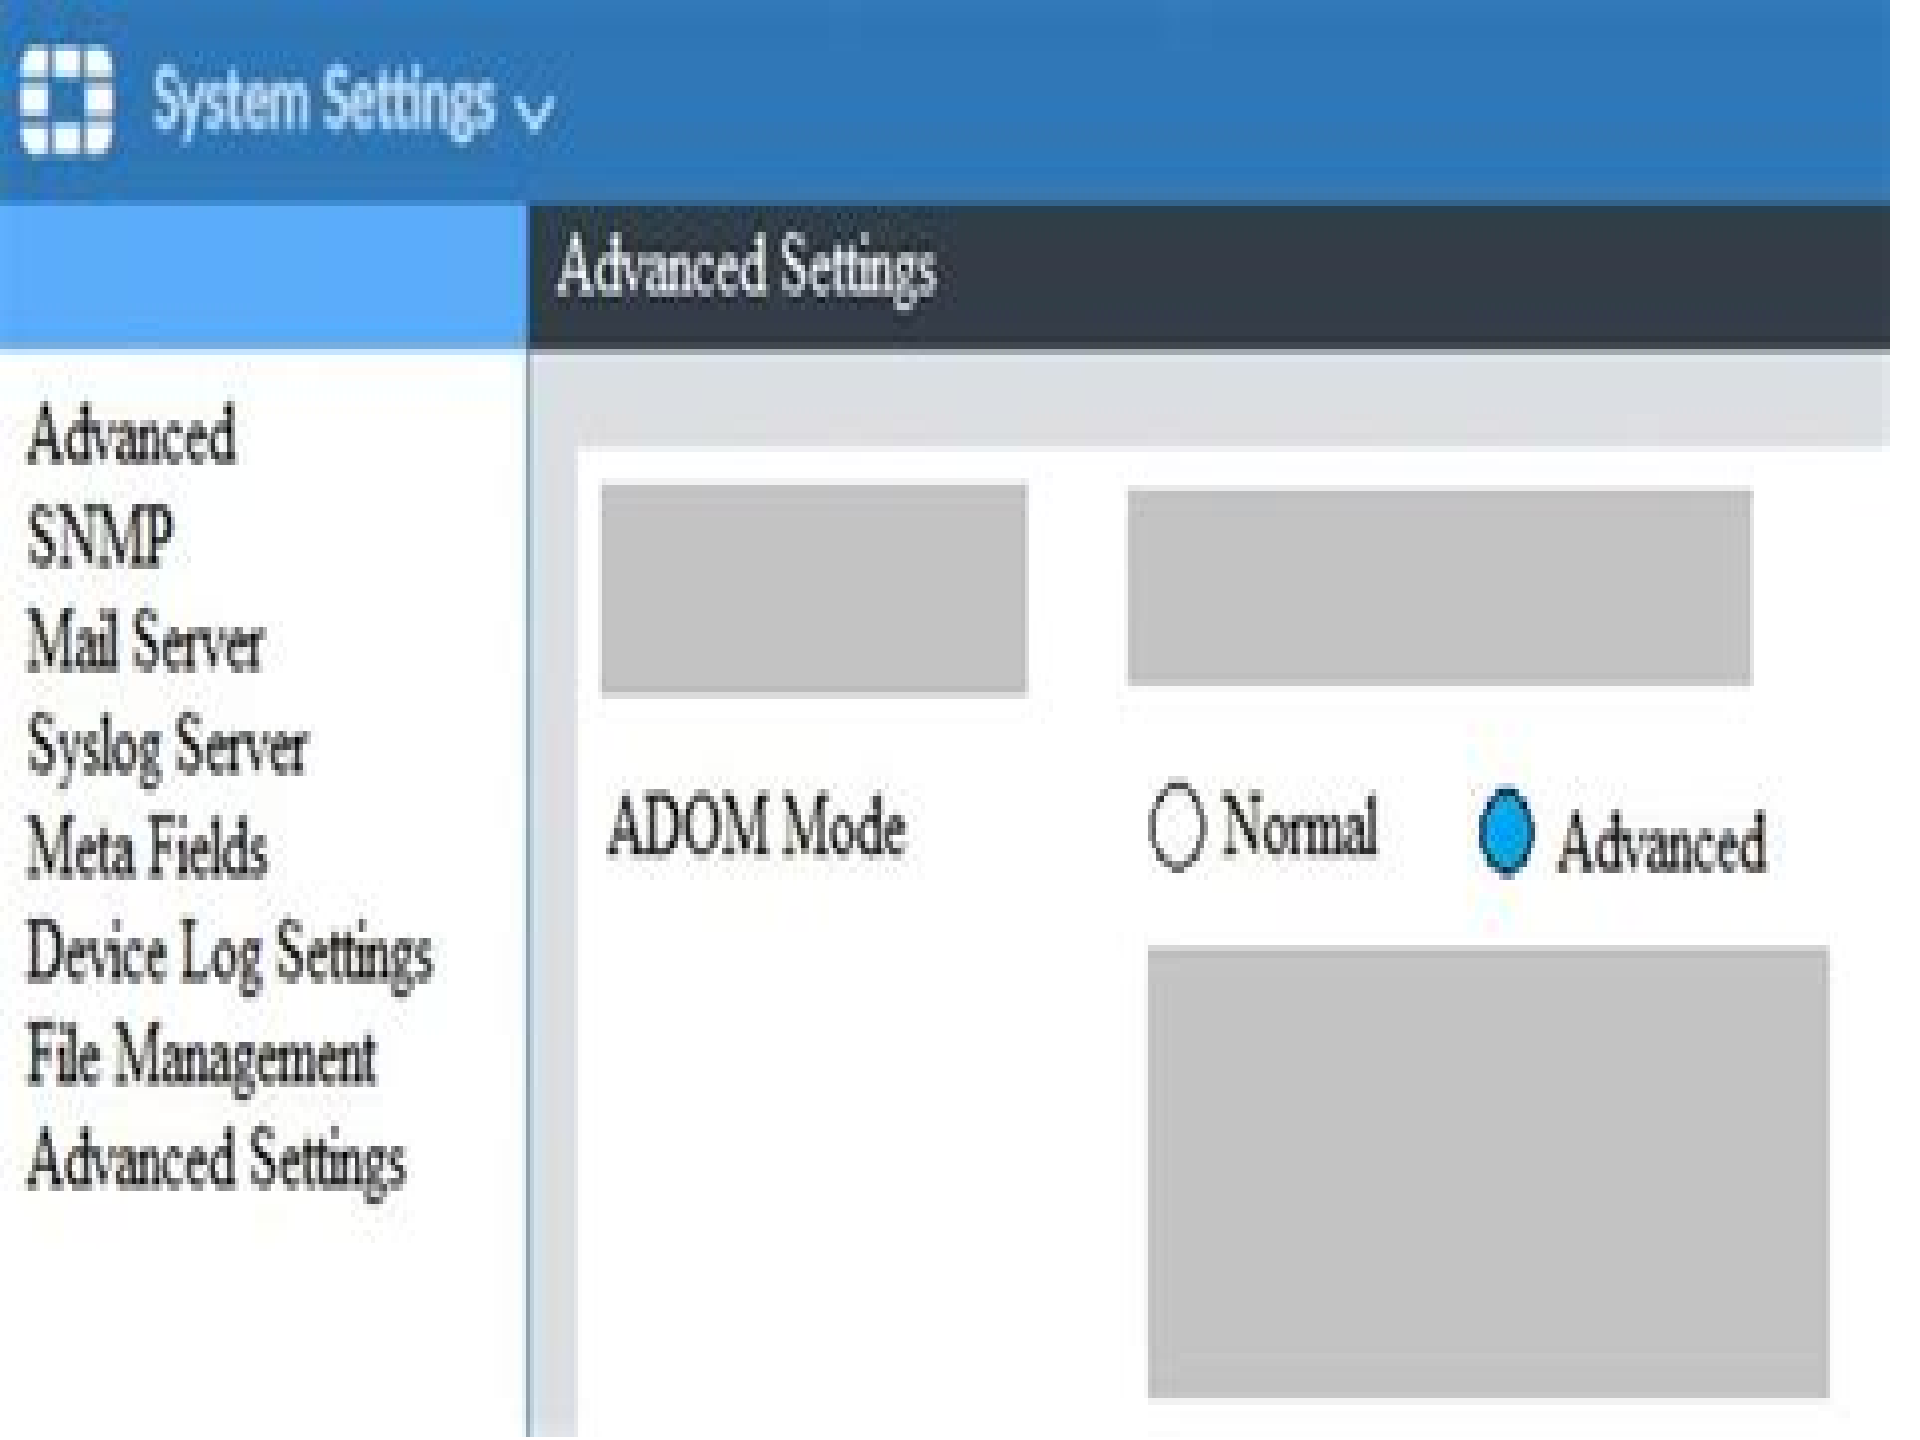 System Settings
Advanced Settings
Advanced
SNMP
Mail Server
Syslog Server
Meta Fields
Device Log Settings
File Management
Advanced Settings
ADOM Mode Normal Advanced